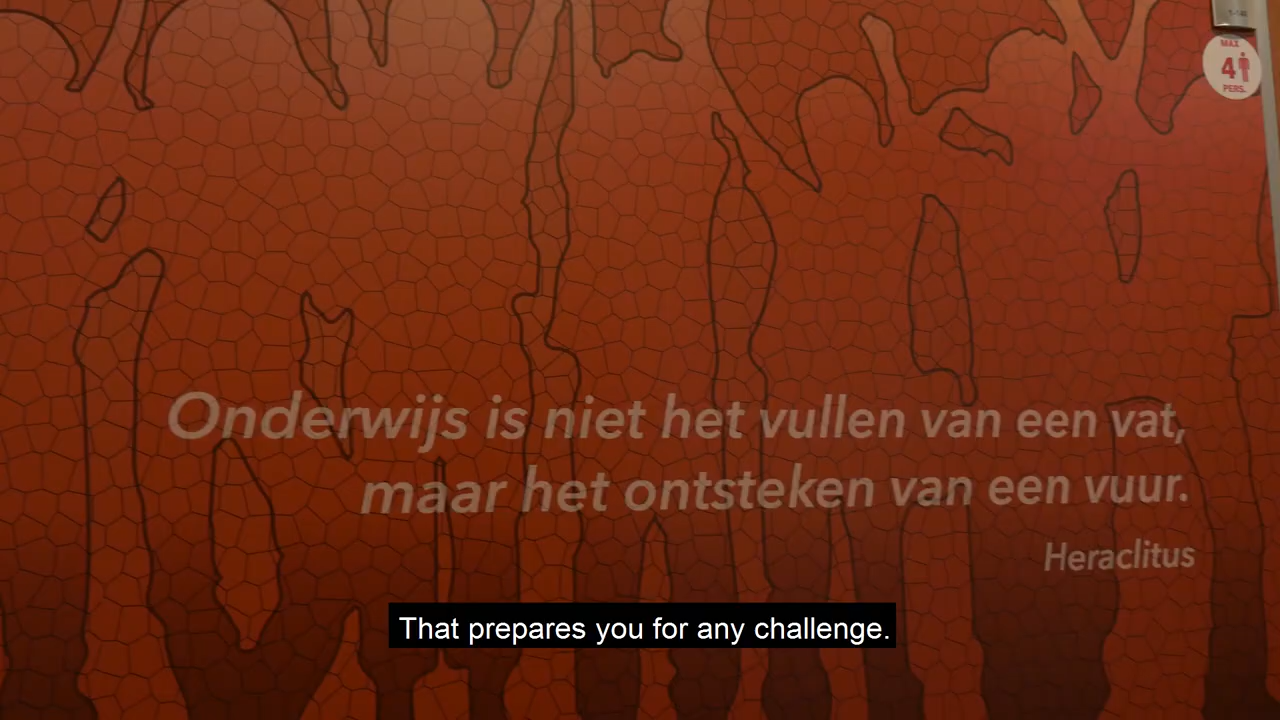 MAX
4
PERS.
Onderwijs is niet het vullen van een vat,
maar het ontsteken van een vuur.
Heraclitus
That prepares you for any challenge.